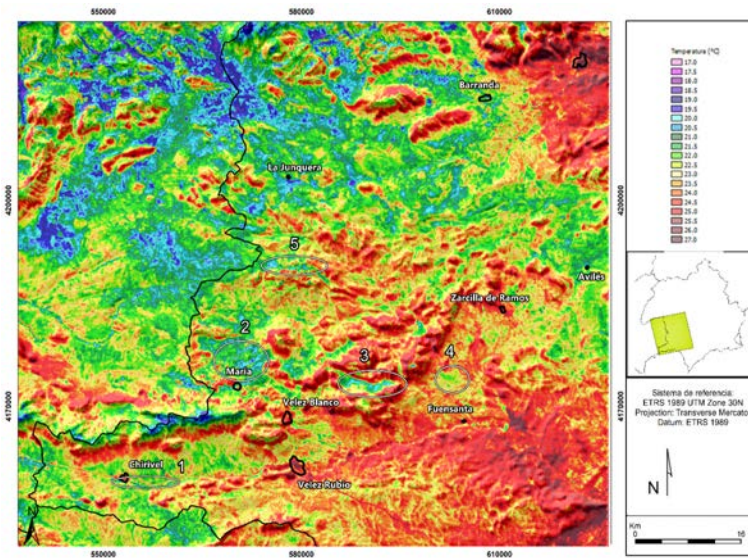 550000
580000
610000
Barranda
La Junquera
4200000
4200000
5
Avilés
Zarcilla de Ramos
2
María
3
4
4170000
4170000
Velez Blanco
Fuensanta
Chirivel
1
Velez Rubio
550000
580000
610000
Temperatura (ºC)
17.0
17.5
18.0
18.5
19.0
19.5
20.0
20.5
21.0
21.5
22.0
22.5
23.0
23.5
24.0
24.5
25.0
25.5
26.0
27.0
Sistema de referencia:
ETRS 1989 UTM Zone 30N
Projection: Transverse Mercato
Datum: ETRS 1989
N
Km
0
16